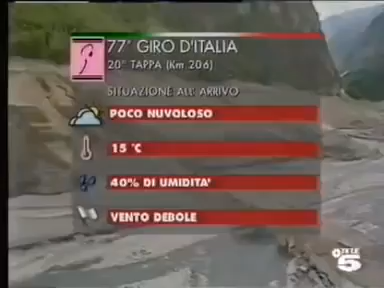 77° GIRO D'ITALIA
20° TAPPA (Km 206)
SITUAZIONE ALL' ARRIVO
POCO NUVOLOSO
15 °C
40% DI UMIDITA'
VENTO DEBOLE
TELE
5